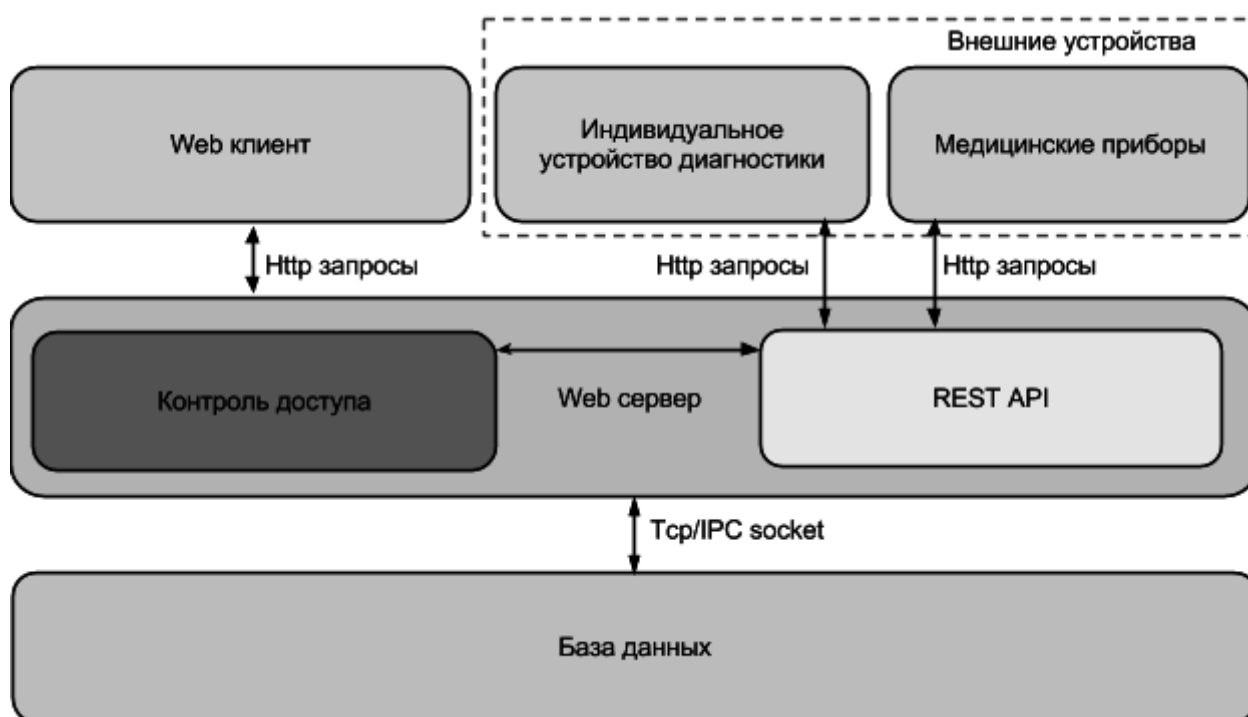 Внешние устройства
Web клиент
Индивидуальное
устройство диагностики
Медицинские приборы
Http запросы
Http запросы
Http запросы
Контроль доступа
Web сервер
REST API
Tcp/IPC socket
База данных